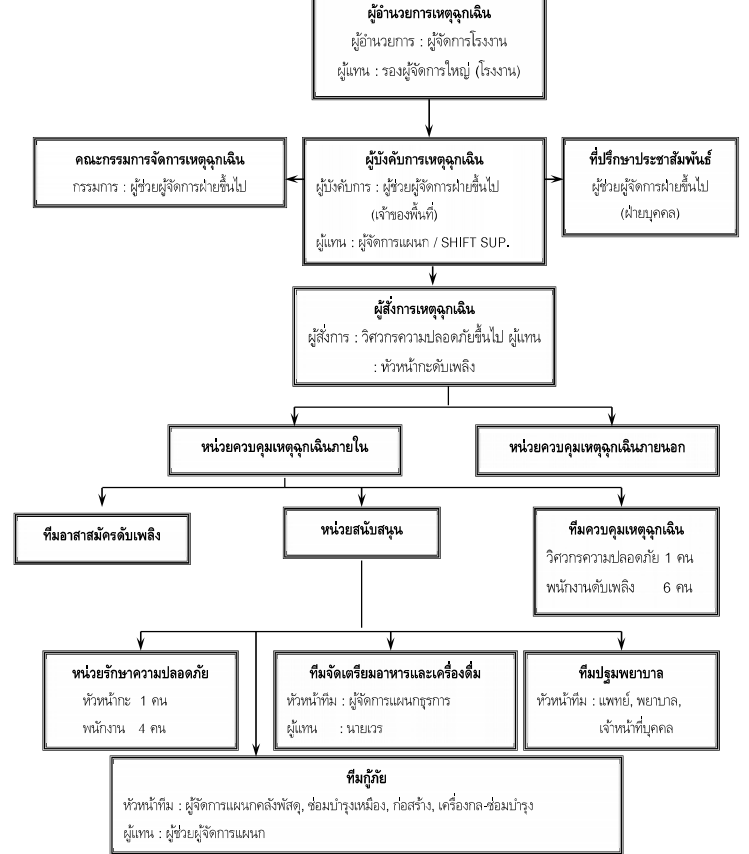 ผู้อำนวยการเหตุฉุกเฉิน
ผู้อำนวยการ : ผู้จัดการโรงงาน
ผู้แทน : รองผู้จัดการใหญ่ (โรงงาน)
คณะกรรมการจัดการเหตุฉุกเฉิน
กรรมการ : ผู้ช่วยผู้จัดการฝ่ายขึ้นไป
ผู้บังคับการเหตุฉุกเฉิน
ผู้บังคับการ : ผู้ช่วยผู้จัดการฝ่ายขึ้นไป
(เจ้าของพื้นที่)
ผู้แทน : ผู้จัดการแผนก / SHIFT SUP.
ที่ปรึกษาประชาสัมพันธ์
ผู้ช่วยผู้จัดการฝ่ายขึ้นไป
(ฝ่ายบุคคล)
ผู้สั่งการเหตุฉุกเฉิน
ผู้สั่งการ : วิศวกรความปลอดภัยขึ้นไป ผู้แทน
: หัวหน้ากะดับเพลิง
หน่วยควบคุมเหตุฉุกเฉินภายใน
หน่วยควบคุมเหตุฉุกเฉินภายนอก
ทีมอาสาสมัครดับเพลิง
หน่วยสนับสนุน
ทีมควบคุมเหตุฉุกเฉิน
วิศวกรความปลอดภัย 1 คน
พนักงานดับเพลิง 6 คน
หน่วยรักษาความปลอดภัย
หัวหน้ากะ 1 คน
พนักงาน 4 คน
ทีมจัดเตรียมอาหารและเครื่องดื่ม
หัวหน้าทีม : ผู้จัดการแผนกธุรการ
ผู้แทน : นายเวร
ทีมปฐมพยาบาล
หัวหน้าทีม : แพทย์, พยาบาล,
เจ้าหน้าที่บุคคล
ทีมกู้ภัย
หัวหน้าทีม : ผู้จัดการแผนกคลังพัสดุ, ซ่อมบำรุงเหมือง, ก่อสร้าง, เครื่องกล-ซ่อมบำรุง
ผู้แทน : ผู้ช่วยผู้จัดการแผนก